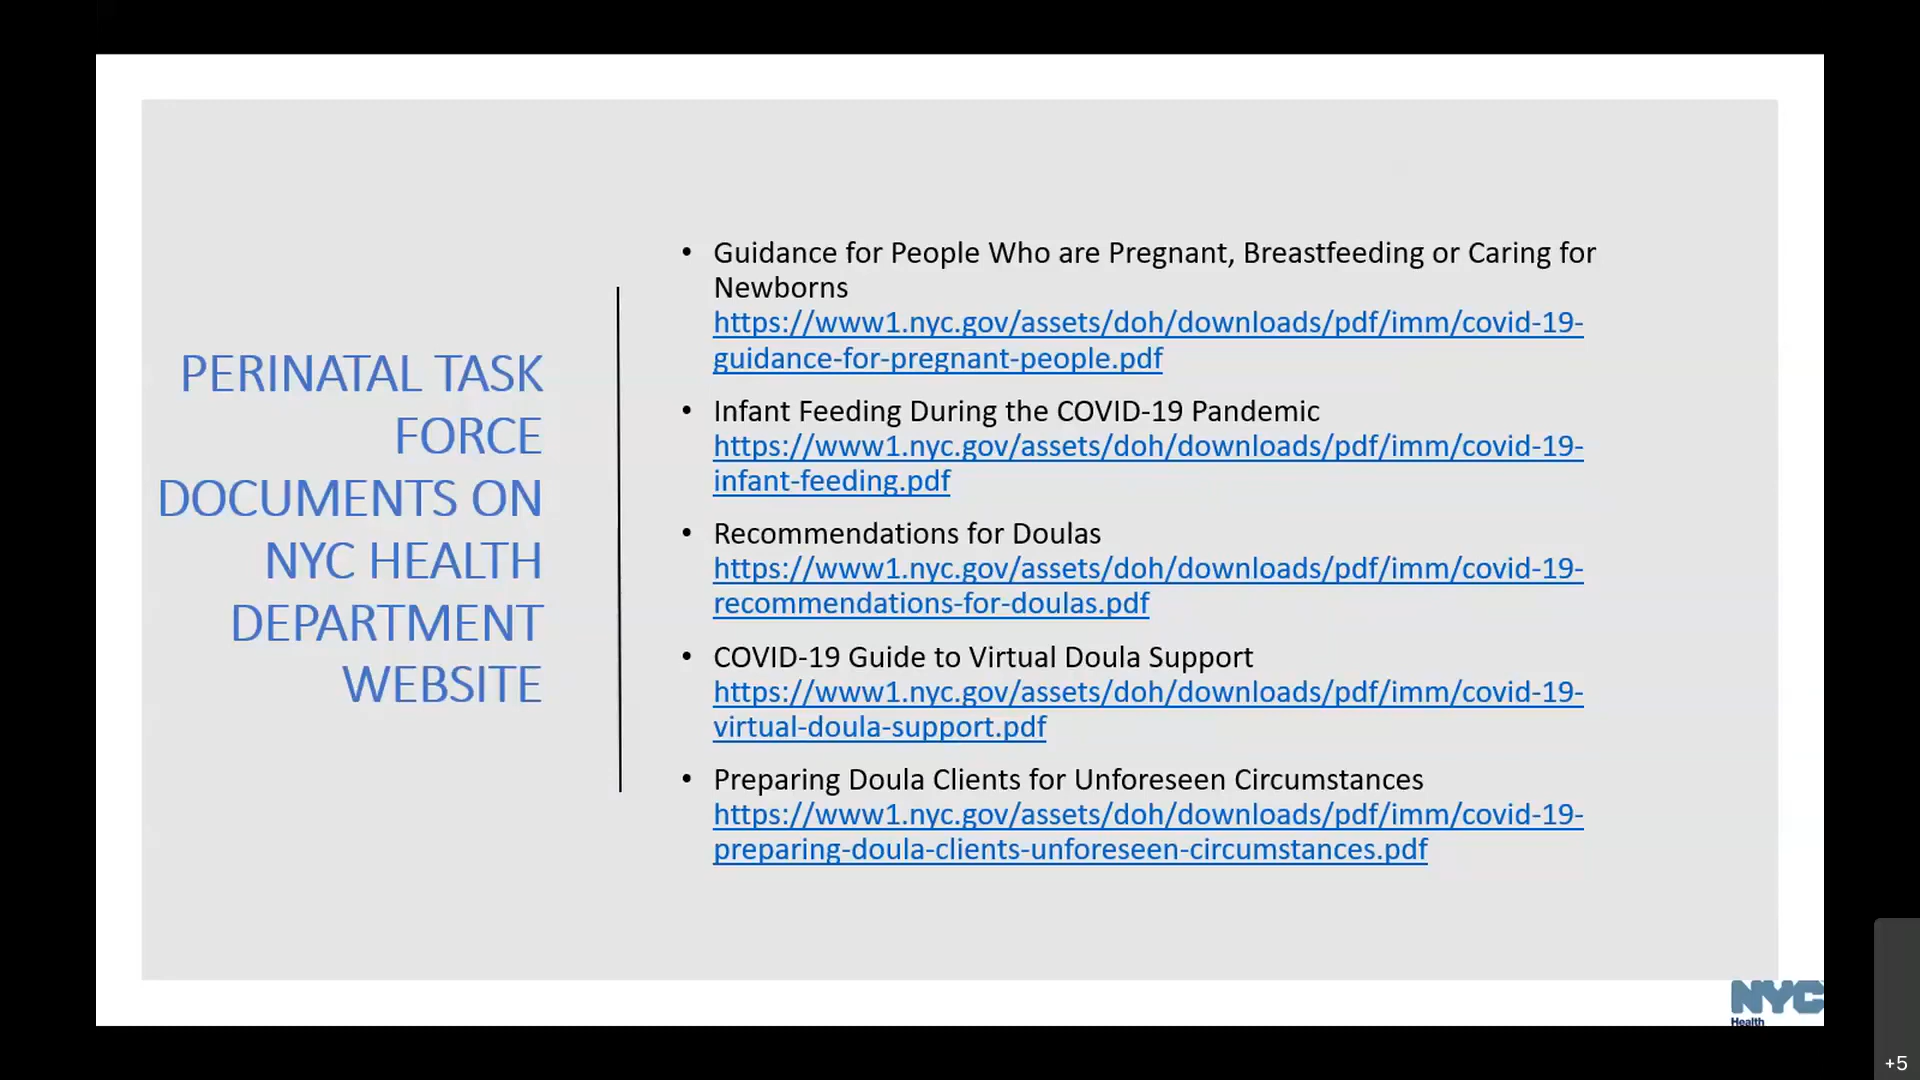 PERINATAL TASK
FORCE
DOCUMENTS ON
NYC HEALTH
DEPARTMENT
WEBSITE
• Guidance for People Who are Pregnant, Breastfeeding or Caring for
Newborns
https://www1.nyc.gov/assets/doh/downloads/pdf/imm/covid-19-
guidance-for-pregnant-people.pdf
• Infant Feeding During the COVID-19 Pandemic
https://www1.nyc.gov/assets/doh/downloads/pdf/imm/covid-19-
infant-feeding.pdf
• Recommendations for Doulas
https://www1.nyc.gov/assets/doh/downloads/pdf/imm/covid-19-
recommendations-for-doulas.pdf
• COVID-19 Guide to Virtual Doula Support
https://www1.nyc.gov/assets/doh/downloads/pdf/imm/covid-19-
virtual-doula-support.pdf
• Preparing Doula Clients for Unforeseen Circumstances
https://www1.nyc.gov/assets/doh/downloads/pdf/imm/covid-19-
preparing-doula-clients-unforeseen-circumstances.pdf
NYC
Health
+5